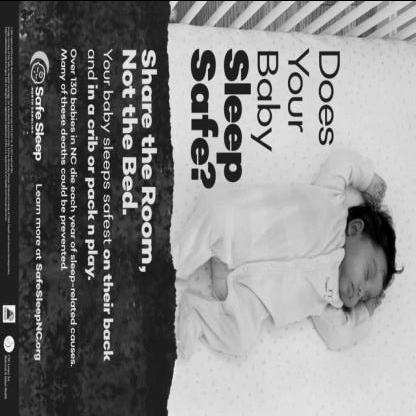 Does
Your
Baby
Sleep
Safe?
Share the Room,
Not the Bed.
Your baby sleeps safest on their back
and in a crib or pack n play.
Over 130 babies in NC die each year of sleep-related causes.
Many of these deaths could be prevented.
Safe Sleep
NORTH CAROLINA
Learn more at SafeSleepNC.org